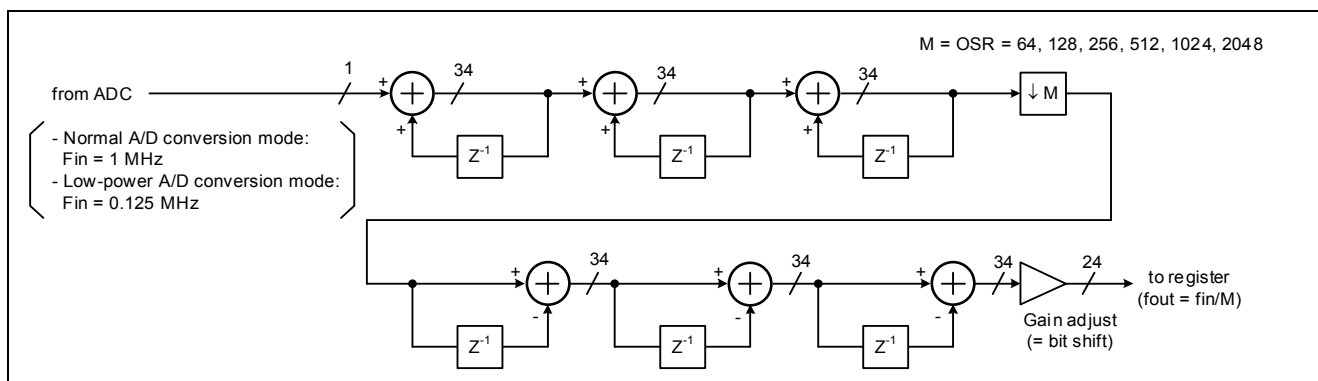 M = OSR = 64, 128, 256, 512, 1024, 2048
from ADC
1
+
+
34
Z-1
+
+
34
Z-1
+
+
34
Z-1
↓ M
- Normal A/D conversion mode:
Fin = 1 MHz
- Low-power A/D conversion mode:
Fin = 0.125 MHz
+
-
34
Z-1
+
-
34
Z-1
+
-
34
Z-1
24
to register
(fout = fin/M)
Gain adjust
(= bit shift)